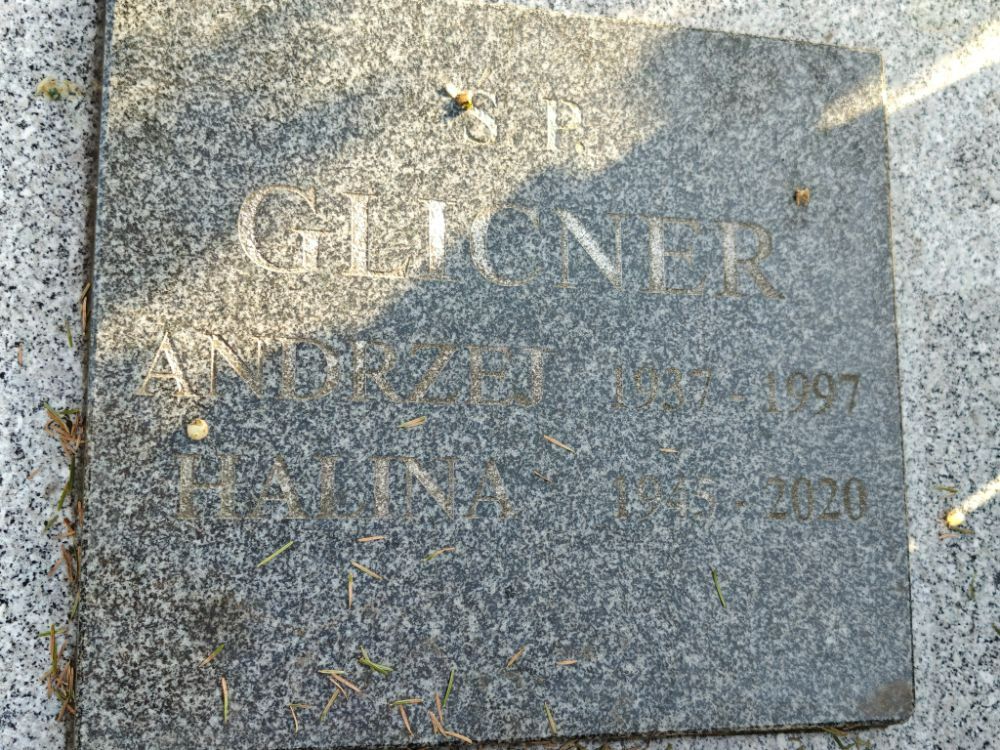 Ś.P.
GLICNER
ANDRZEJ 1937 - 1997
HALINA 1945 - 2020